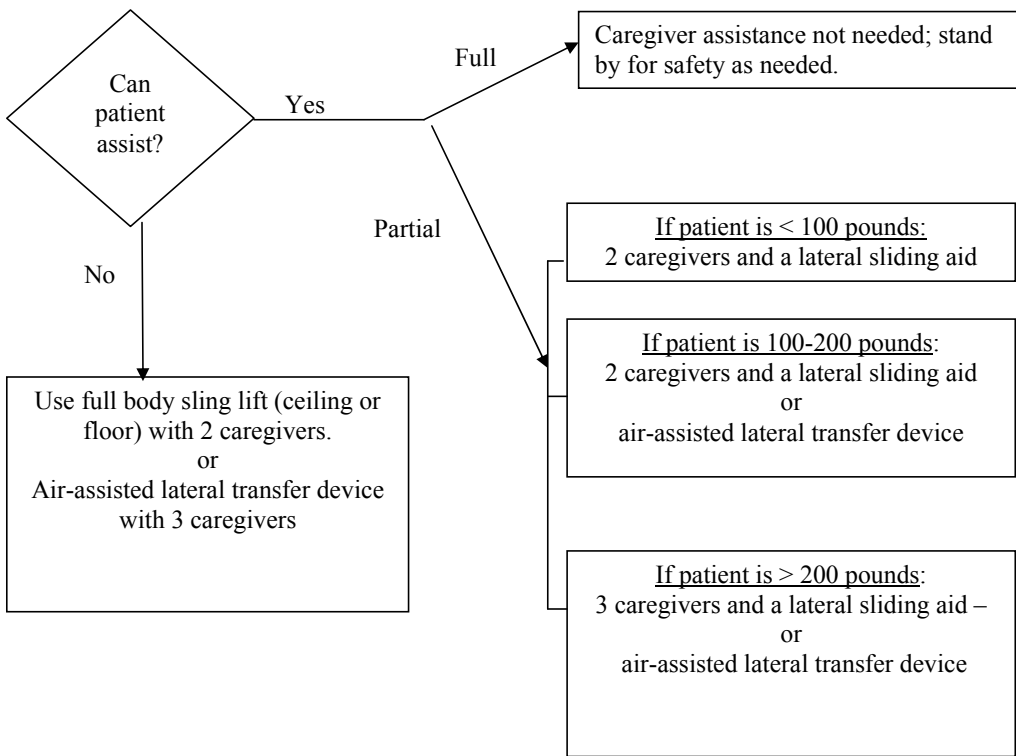 Can
patient
assist?
Yes
Full
Caregiver assistance not needed; stand
by for safety as needed.
Partial
No
If patient is < 100 pounds:
2 caregivers and a lateral sliding aid
If patient is 100-200 pounds:
2 caregivers and a lateral sliding aid
or
air-assisted lateral transfer device
If patient is > 200 pounds:
3 caregivers and a lateral sliding aid –
or
air-assisted lateral transfer device
Use full body sling lift (ceiling or
floor) with 2 caregivers.
or
Air-assisted lateral transfer device
with 3 caregivers